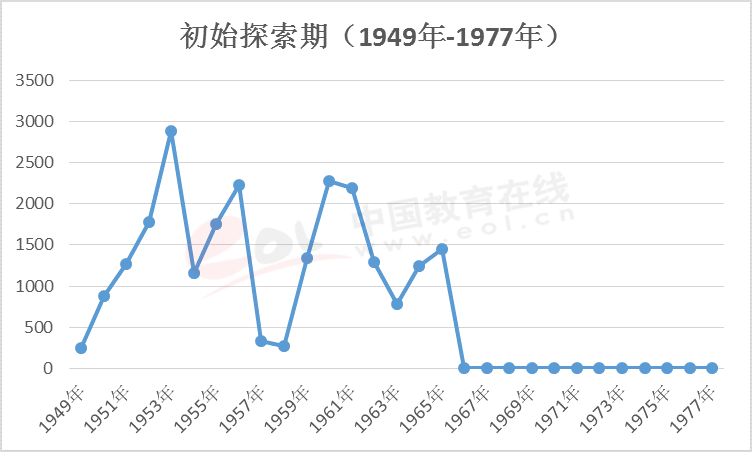 初始探索期（1949年-1977年）
3500
3000
2500
2000
1500
1000
500
0
1949年
1951年
1953年
1955年
1957年
1959年
1961年
1963年
1965年
1967年
1969年
1971年
1973年
1975年
1977年
eol 中国教育在线
www.eol.cn